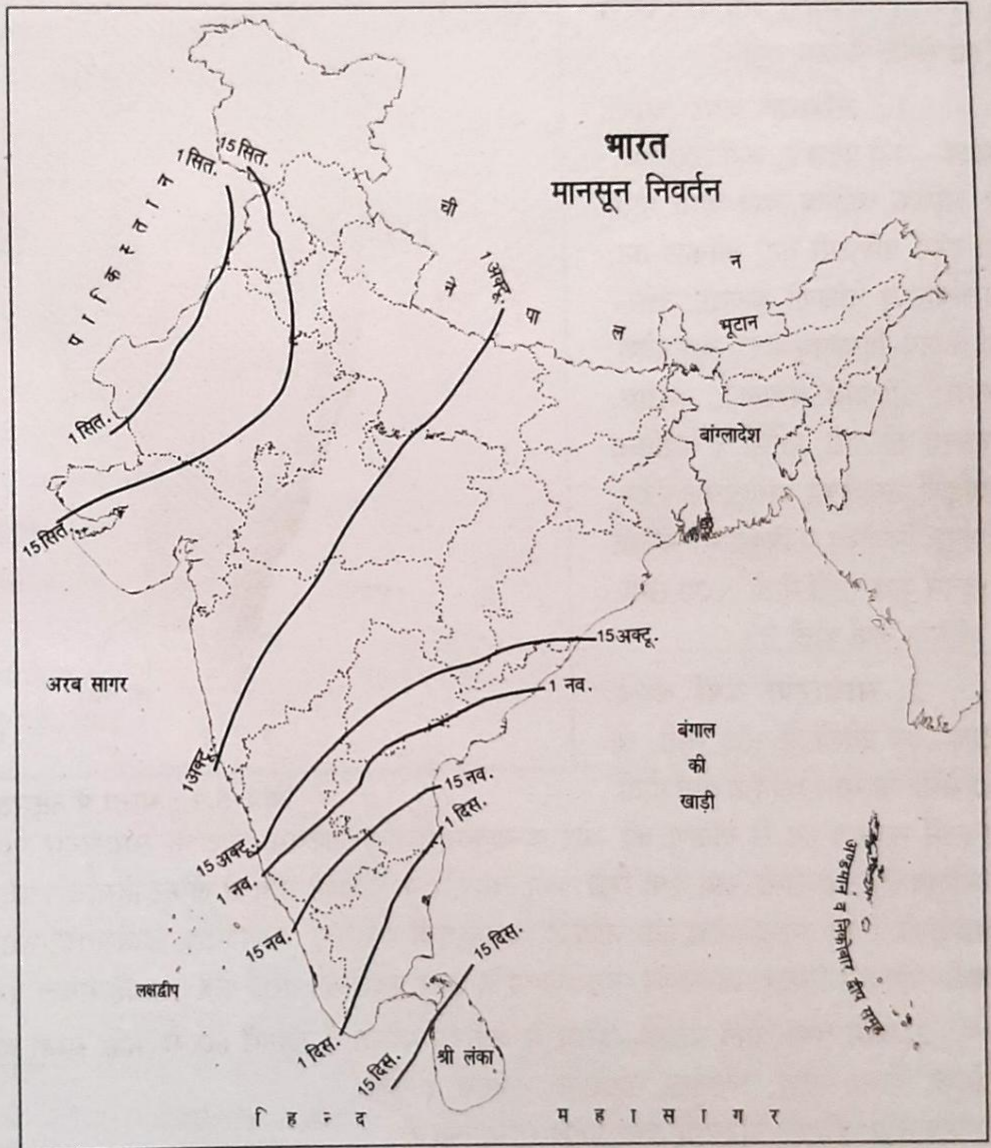 भारत
मानसून निवर्तन
1 सित.
15 सित.
पाकिस्तान
ची
न
1 अक्टू.
ने
पा
ल
भूटान
1 सित.
बांग्लादेश
15 सित.
15 अक्टू.
अरब सागर
1 नव.
बंगाल
की
खाड़ी
1 अक्टू.
15 नव.
1 दिस.
15 अक्टू.
1 नव.
15 नव.
15 दिस.
अण्डमान व निकोबार द्वीप समूह
लक्षद्वीप
1 दिस.
श्री लंका
15 दिस.
हिन्द महासागर